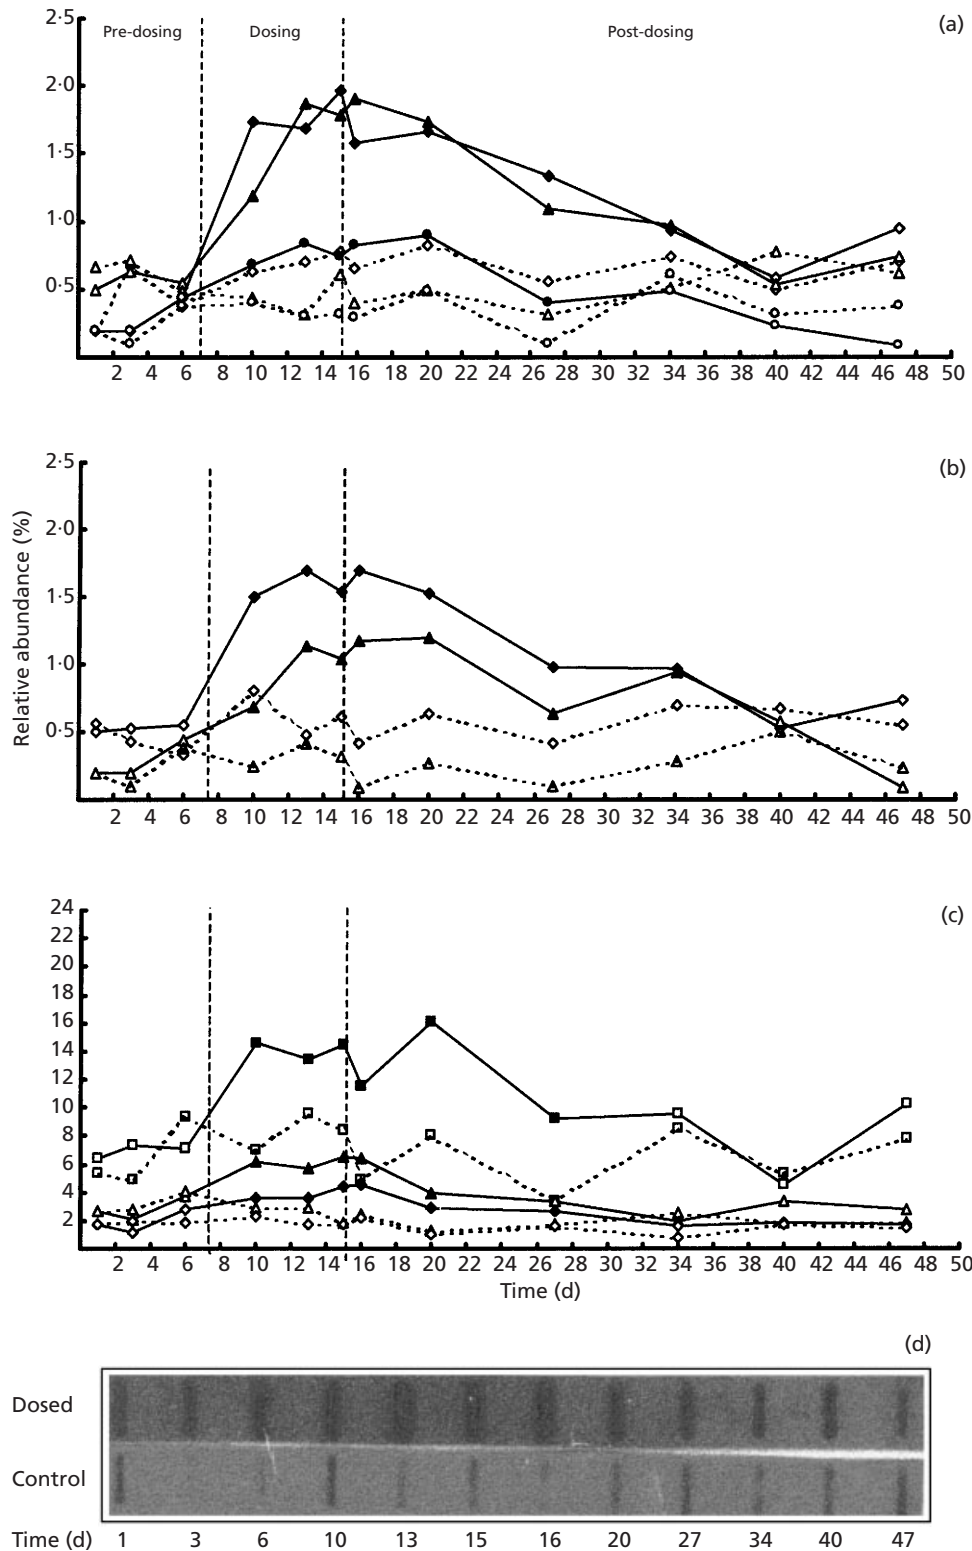 (a)
Pre-dosing Dosing Post-dosing
2·5
2·0
1·5
1·0
0·5
2 4 6 8 10 12 14 16 18 20 22 24 26 28 30 32 34 36 38 40 42 44 46 48 50
(b)
2·5
2·0
1·5
1·0
0·5
Relative abundance (%)
2 4 6 8 10 12 14 16 18 20 22 24 26 28 30 32 34 36 38 40 42 44 46 48 50
(c)
24
22
20
18
16
14
12
10
8
6
4
2
2 4 6 8 10 12 14 16 18 20 22 24 26 28 30 32 34 36 38 40 42 44 46 48 50
Time (d)
(d)
Dosed
Control
Time (d) 1 3 6 10 13 15 16 20 27 34 40 47